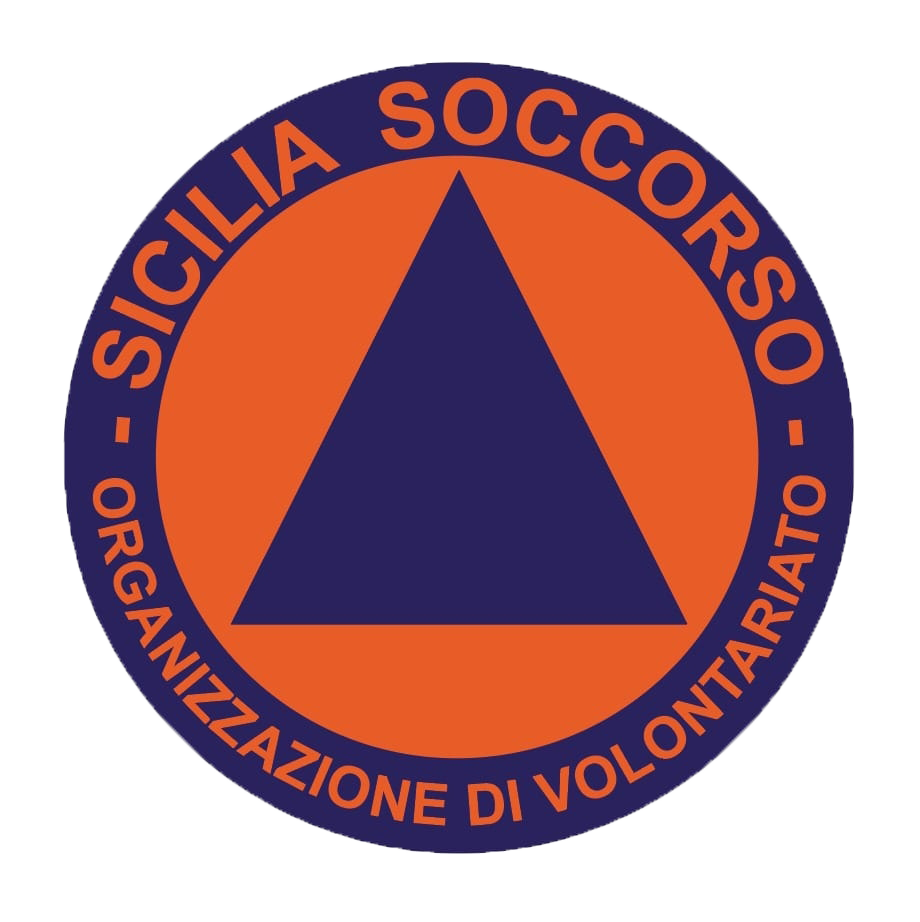 - SICILIA SOCCORSO -
ORGANIZZAZIONE DI VOLONTARIATO